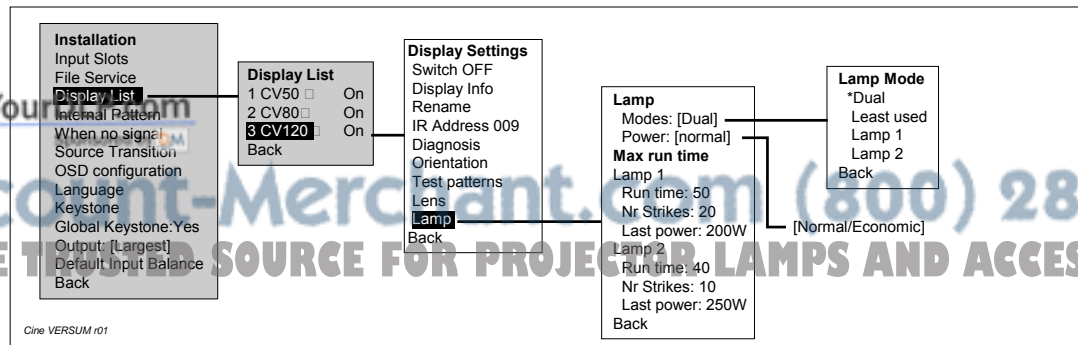 Installation
Input Slots
File Service
Display List
Internal Pattern
When no signal
Source Transition
OSD configuration
Language
Keystone
Global Keystone:Yes
Output: [Largest]
Default Input Balance
Back
Display List
1 CV50 On
2 CV80 On
3 CV120 On
Back
Display Settings
Switch OFF
Display Info
Rename
IR Address 009
Diagnosis
Orientation
Test patterns
Lens
Lamp
Back
Lamp
Modes: [Dual]
Power: [normal]
Max run time
Lamp 1
Run time: 50
Nr Strikes: 20
Last power: 200W
Lamp 2
Run time: 40
Nr Strikes: 10
Last power: 250W
Back
Lamp Mode
*Dual
Least used
Lamp 1
Lamp 2
Back
[Normal/Economic]
Cine VERSUM r01
YourDLP.com
count-Merchant.com (800) 28
E TRUSTED SOURCE FOR PROJECTOR LAMPS AND ACCES